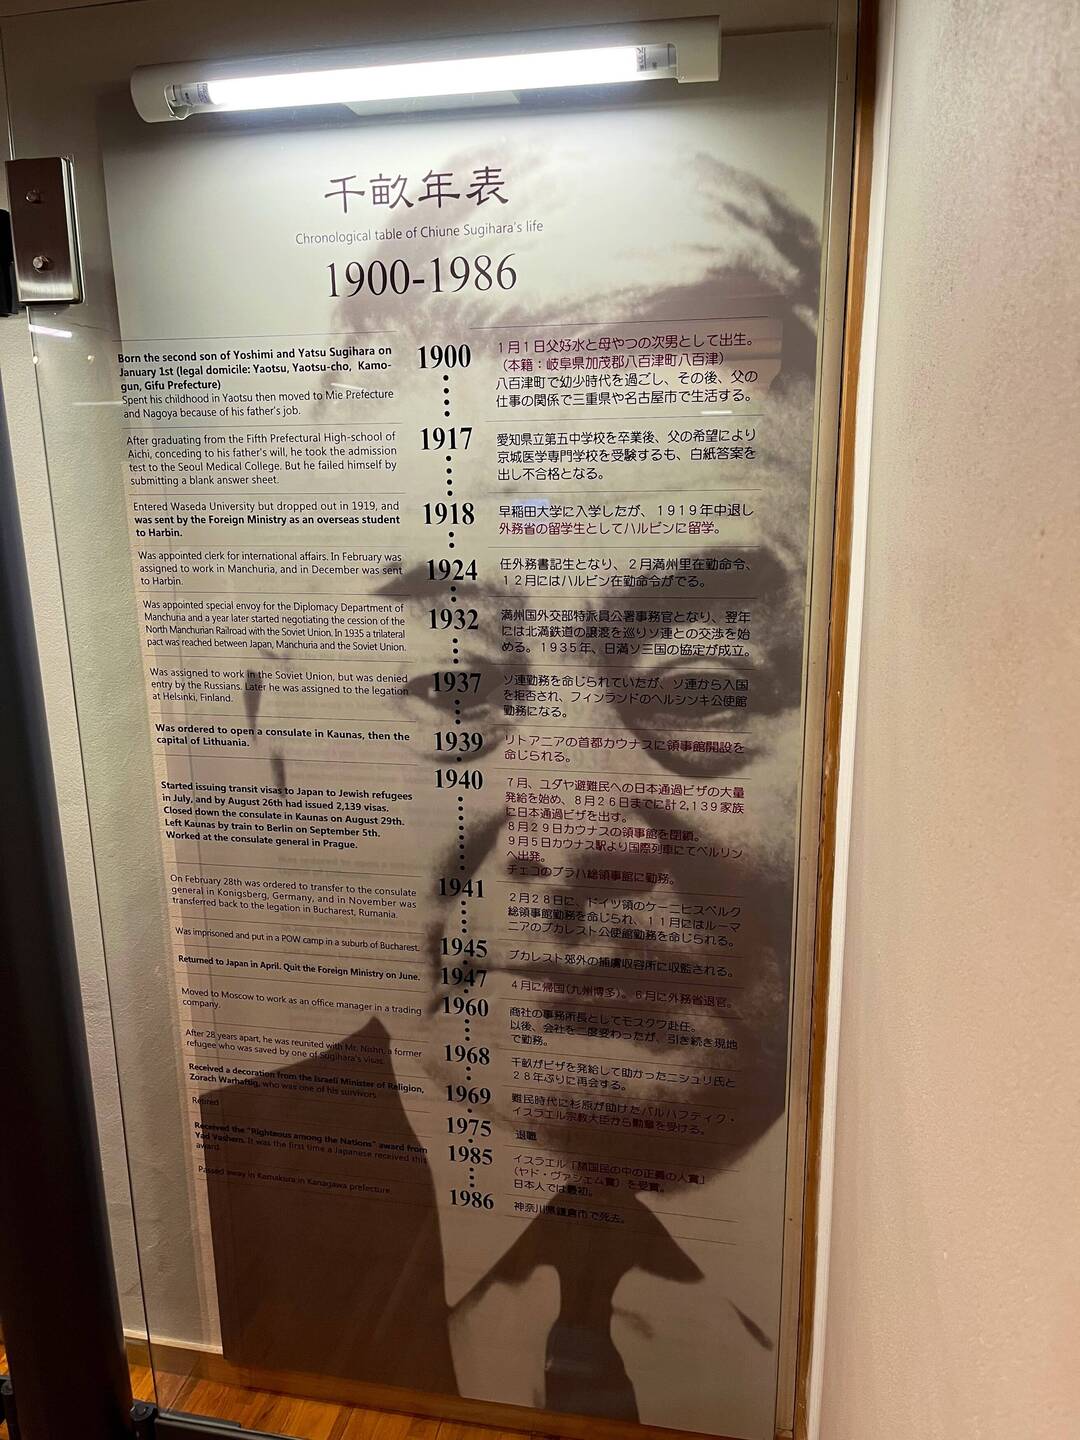 千畝年表
Chronological table of Chiune Sugihara's life
1900-1986
Born the second son of Yoshimi and Yatsu Sugihara on
January 1st (legal domicile: Yaotsu, Yaotsu-cho, Kamo-
gun, Gifu Prefecture)
Spent his childhood in Yaotsu then moved to Mie Prefecture
and Nagoya because of his father's job.
1900
1月1日父好水と母やつの次男として出生。
（本籍：岐阜県加茂郡八百津町八百津）
八百津町で幼少時代を過ごし、その後、父の
仕事の関係で三重県や名古屋市で生活する。
After graduating from the Fifth Prefectural High-school of
Aichi, conceding to his father's will, he took the admission
test to the Seoul Medical College. But he failed himself by
submitting a blank answer sheet.
1917
愛知県立第五中学校を卒業後、父の希望により
京城医学専門学校を受験するも、白紙答案を
出し不合格となる。
Entered Waseda University but dropped out in 1919, and
was sent by the Foreign Ministry as an overseas student
to Harbin.
1918
早稲田大学に入学したが、1919年中退し
外務省の留学生としてハルビンに留学。
Was appointed clerk for international affairs. In February was
assigned to work in Manchuria, and in December was sent
to Harbin.
1924
任外務書記生となり、2月満州里在勤命令、
12月にはハルビン在勤命令がでる。
Was appointed special envoy for the Diplomacy Department of
Manchuria and a year later started negotiating the cession of the
North Manchurian Railroad with the Soviet Union. In 1935 a trilateral
pact was reached between Japan, Manchuria and the Soviet Union.
1932
満州国外交部特派員公署事務官となり、翌年
には北満鉄道の譲渡を巡りソ連との交渉を始
める。1935年、日満ソ三国の協定が成立。
Was assigned to work in the Soviet Union, but was denied
entry by the Russians. Later he was assigned to the legation
at Helsinki, Finland.
1937
ソ連勤務を命じられていたが、ソ連から入国
を拒否され、フィンランドのヘルシンキ公使館
勤務になる。
Was ordered to open a consulate in Kaunas, then the
capital of Lithuania.
1939
リトアニアの首都カウナスに領事館開設を
命じられる。
Started issuing transit visas to Japan to Jewish refugees
in July, and by August 26th had issued 2,139 visas.
Closed down the consulate in Kaunas on August 29th.
Left Kaunas by train to Berlin on September 5th.
Worked at the consulate general in Prague.
1940
7月、ユダヤ避難民への日本通過ビザの大量
発給を始め、8月26日までに計2,139家族
に日本通過ビザを出す。
8月29日カウナスの領事館を閉鎖。
9月5日カウナス駅より国際列車にてベルリン
へ出発。
チェコのプラハ総領事館に勤務。
On February 28th was ordered to transfer to the consulate
general in Konigsberg, Germany, and in November was
transferred back to the legation in Bucharest, Rumania.
1941
2月28日に、ドイツ領のケーニヒスベルク
総領事館勤務を命じられ、11月にはルーマ
ニアのブカレスト公使館勤務を命じられる。
Was imprisoned and put in a POW camp in a suburb of Bucharest.
1945
ブカレスト郊外の捕虜収容所に収監される。
Returned to Japan in April. Quit the Foreign Ministry on June.
1947
4月に帰国(九州博多)。6月に外務省退官。
Moved to Moscow to work as an office manager in a trading
company.
1960
商社の事務所長としてモスクワ赴任。
以後、会社を二度変わったが、引き続き現地
で勤務。
After 28 years apart, he was reunited with Mr. Nishri, a former
refugee who was saved by one of Sugihara's visas.
1968
千畝がビザを発給して助かったニシュリ氏と
28年ぶりに再会する。
Received a decoration from the Israeli Minister of Religion,
Zorach Warhaftig, who was one of his survivors.
1969
難民時代に杉原が助けたバルハフティク・
イスラエル宗教大臣から勲章を受ける。
Retired
1975
退職
Received the "Righteous among the Nations" award from
Yad Vashem. It was the first time a Japanese received this
award.
1985
イスラエル「諸国民の中の正義の人賞」
（ヤド・ヴァシェム賞）を受賞。
日本人では最初。
Passed away in Kamakura in Kanagawa prefecture.
1986
神奈川県鎌倉市で死去。